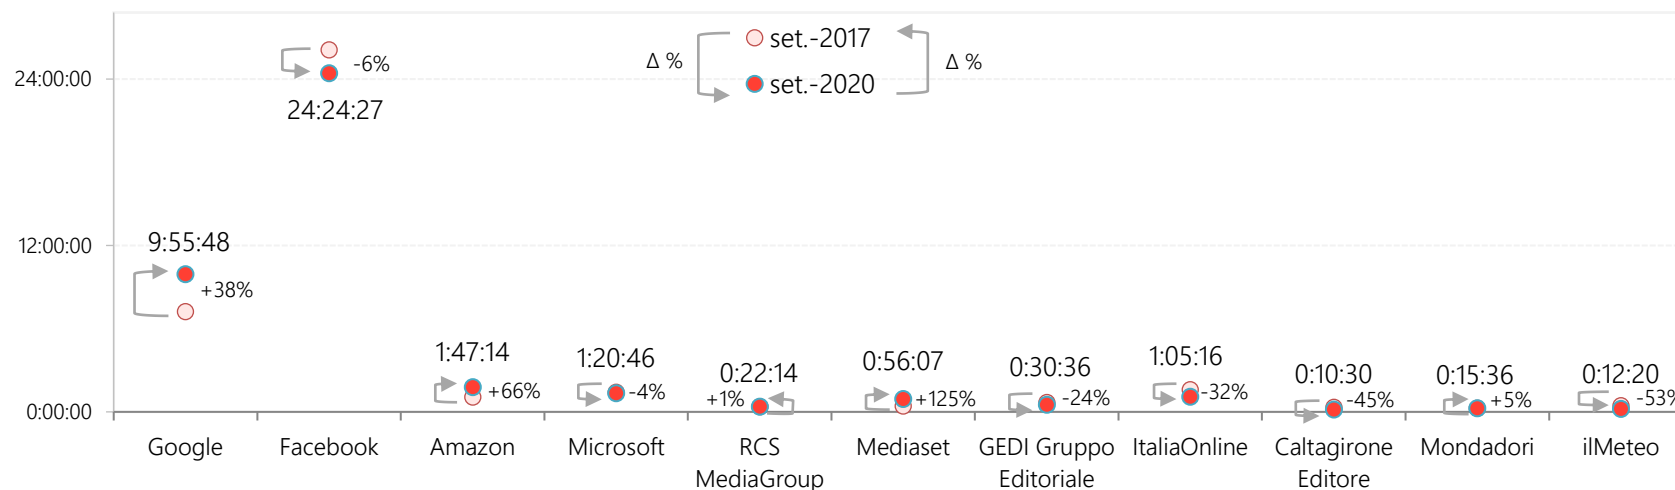 Δ %
set.-2017
set.-2020
Δ %
24:00:00
12:00:00
0:00:00
9:55:48
+38%
-6%
24:24:27
1:47:14
+66%
1:20:46
-4%
0:22:14
+1%
0:56:07
+125%
0:30:36
-24%
1:05:16
-32%
0:10:30
-45%
0:15:36
+5%
0:12:20
-53%
Google
Facebook
Amazon
Microsoft
RCS
MediaGroup
Mediaset
GEDI Gruppo
Editoriale
ItaliaOnline
Caltagirone
Editore
Mondadori
ilMeteo